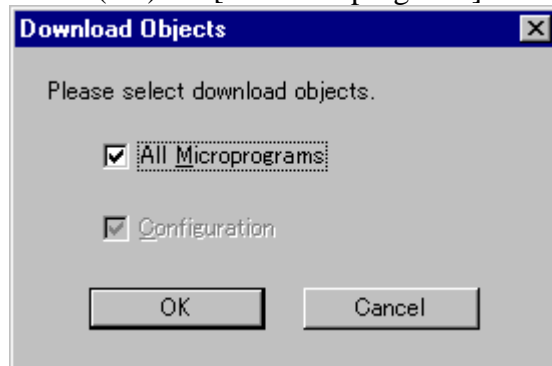 Download Objects
Please select download objects.
All Microprograms
Configuration
OK Cancel